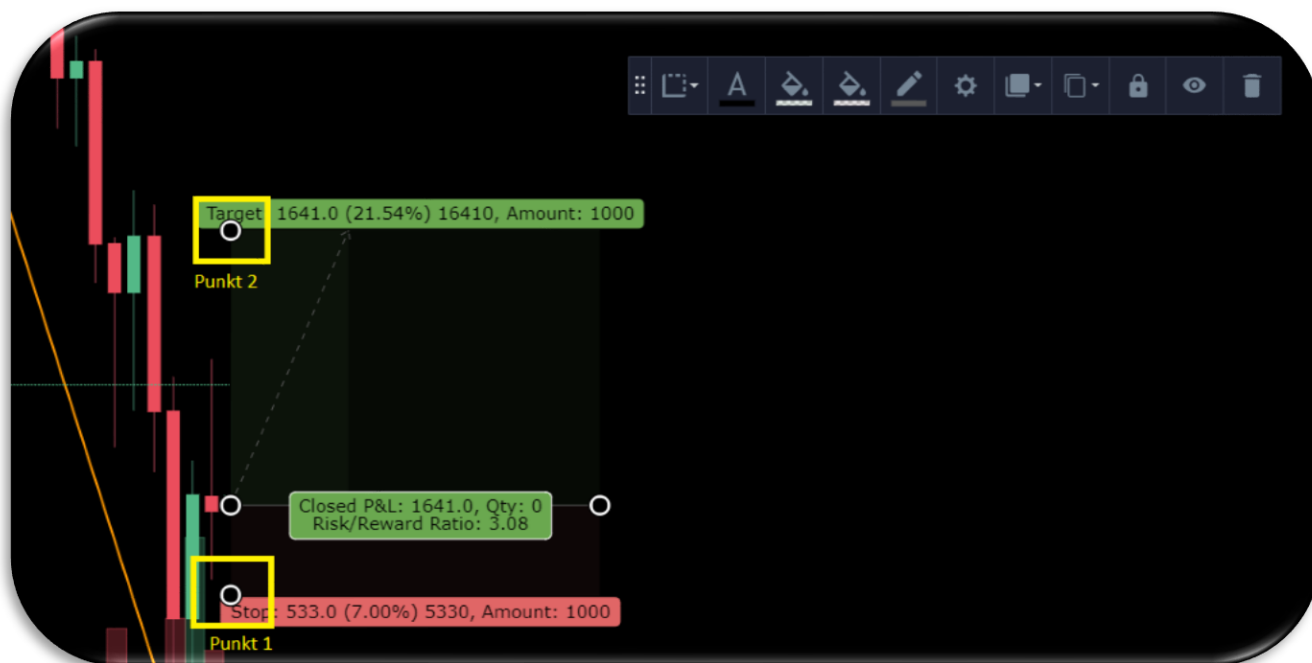 Target: 1641.0 (21.54%) 16410, Amount: 1000
Punkt 2
Closed P&L: 1641.0, Qty: 0
Risk/Reward Ratio: 3.08
Stop: 533.0 (7.00%) 5330, Amount: 1000
Punkt 1